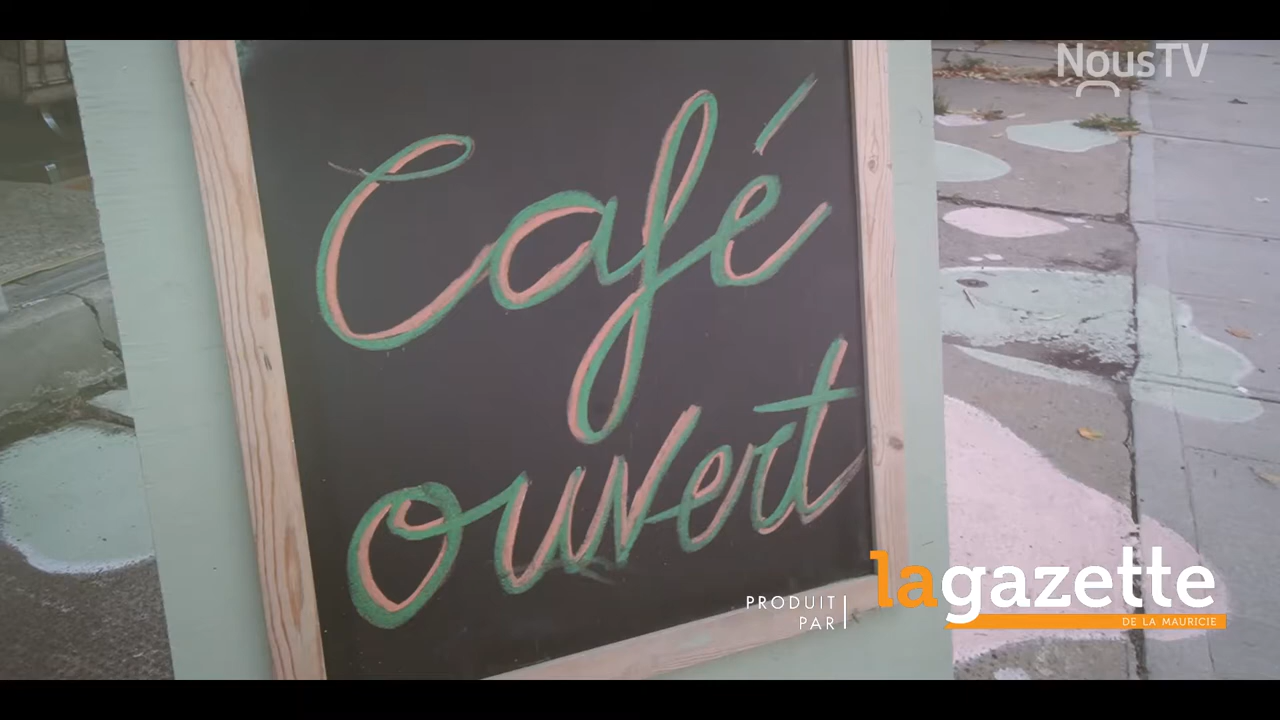 NousTV
Café
ouvert
PRODUIT
PAR
lagazette
DE LA MAURICIE